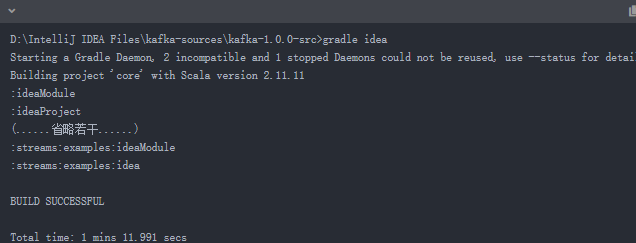 D:\IntelliJ IDEA Files\kafka-sources\kafka-1.0.0-src>gradle idea
Starting a Gradle Daemon, 2 incompatible and 1 stopped Daemons could not be reused, use --status for detai
Building project 'core' with Scala version 2.11.11
:ideaModule
:ideaProject
(......省略若干......)
:streams:examples:ideaModule
:streams:examples:idea
BUILD SUCCESSFUL
Total time: 1 mins 11.991 secs